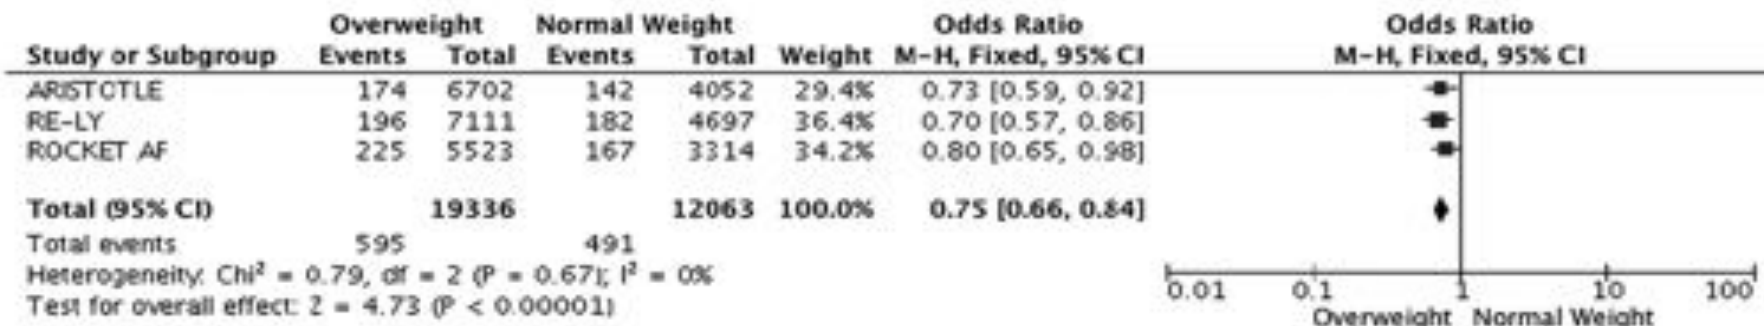 Overweight Normal Weight Odds Ratio Odds Ratio
Study or Subgroup Events Total Events Total Weight M-H, Fixed, 95% CI M-H, Fixed, 95% CI
ARISTOTLE 174 6702 142 4052 29.4% 0.73 [0.59, 0.92]
RE-LY 196 7111 182 4697 36.4% 0.70 [0.57, 0.86]
ROCKET AF 225 5523 167 3314 34.2% 0.80 [0.65, 0.98]
Total (95% CI) 19336 12063 100.0% 0.75 [0.66, 0.84]
Total events 595 491
Heterogeneity: Chi² = 0.79, df = 2 (P = 0.67); I² = 0%
Test for overall effect: Z = 4.73 (P < 0.00001)
0.01 0.1 1 10 100
Overweight Normal Weight